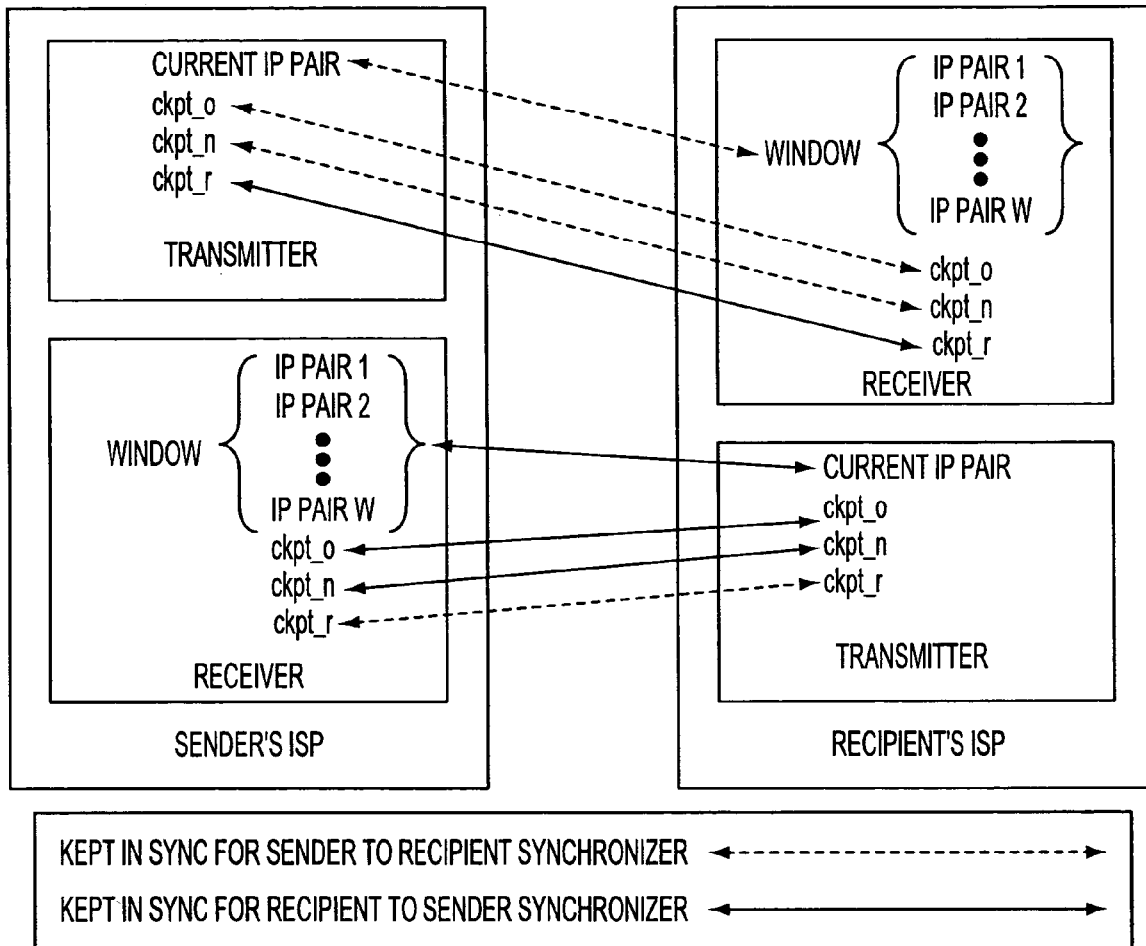 CURRENT IP PAIR
ckpt_o
ckpt_n
ckpt_r
TRANSMITTER
IP PAIR 1
IP PAIR 2
WINDOW
IP PAIR W
ckpt_o
ckpt_n
ckpt_r
RECEIVER
SENDER'S ISP
IP PAIR 1
IP PAIR 2
WINDOW
IP PAIR W
ckpt_o
ckpt_n
ckpt_r
RECEIVER
CURRENT IP PAIR
ckpt_o
ckpt_n
ckpt_r
TRANSMITTER
RECIPIENT'S ISP
KEPT IN SYNC FOR SENDER TO RECIPIENT SYNCHRONIZER
KEPT IN SYNC FOR RECIPIENT TO SENDER SYNCHRONIZER